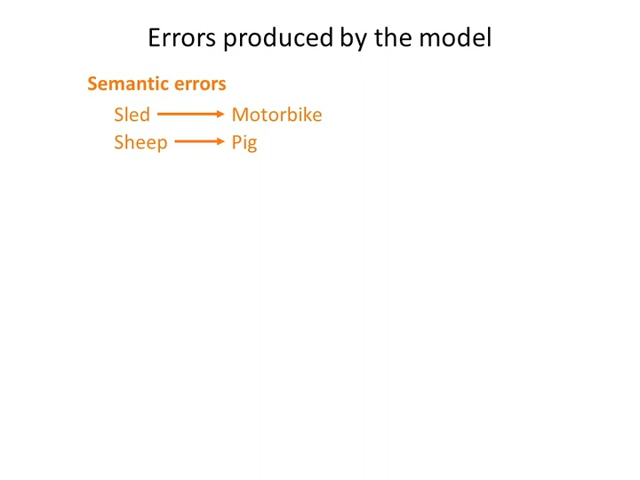 Errors produced by the model
Semantic errors
Sled Motorbike
Sheep Pig